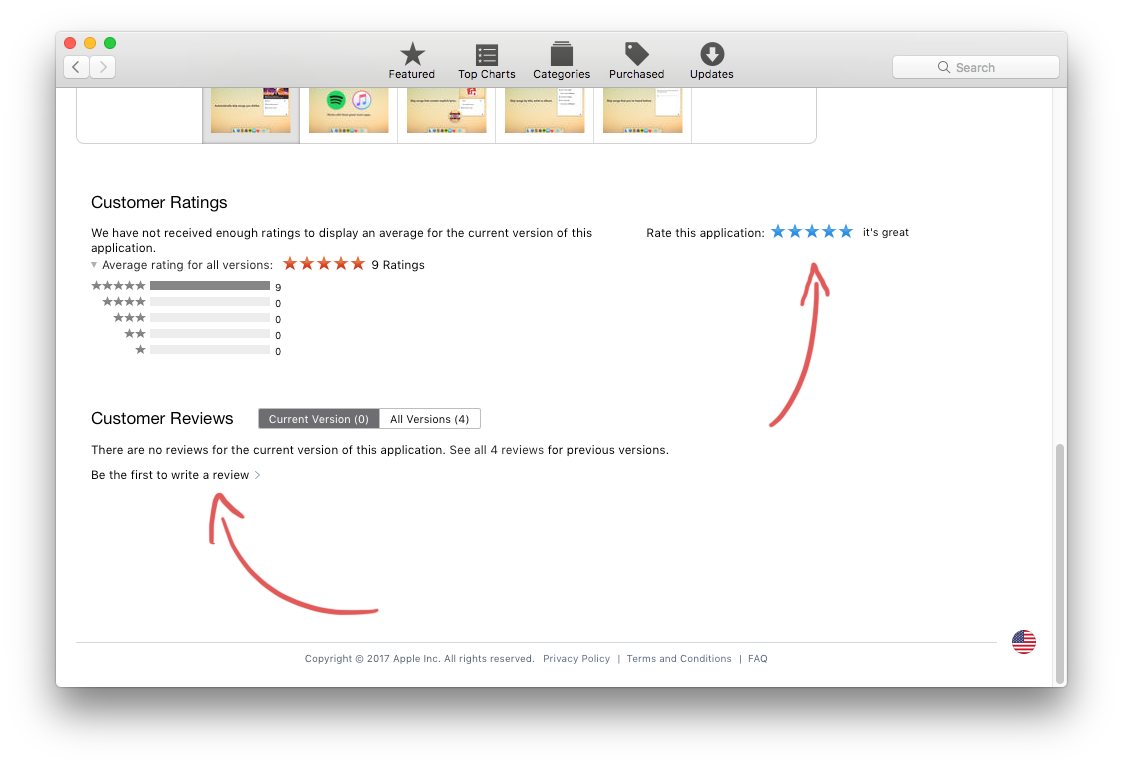 Featured
Top Charts
Categories
Purchased
Updates
Search
Customer Ratings
We have not received enough ratings to display an average for the current version of this
application.
Average rating for all versions: 9 Ratings
9
0
0
0
0
Rate this application: it's great
Customer Reviews
Current Version (0)
All Versions (4)
There are no reviews for the current version of this application. See all 4 reviews for previous versions.
Be the first to write a review
Copyright © 2017 Apple Inc. All rights reserved. Privacy Policy | Terms and Conditions | FAQ